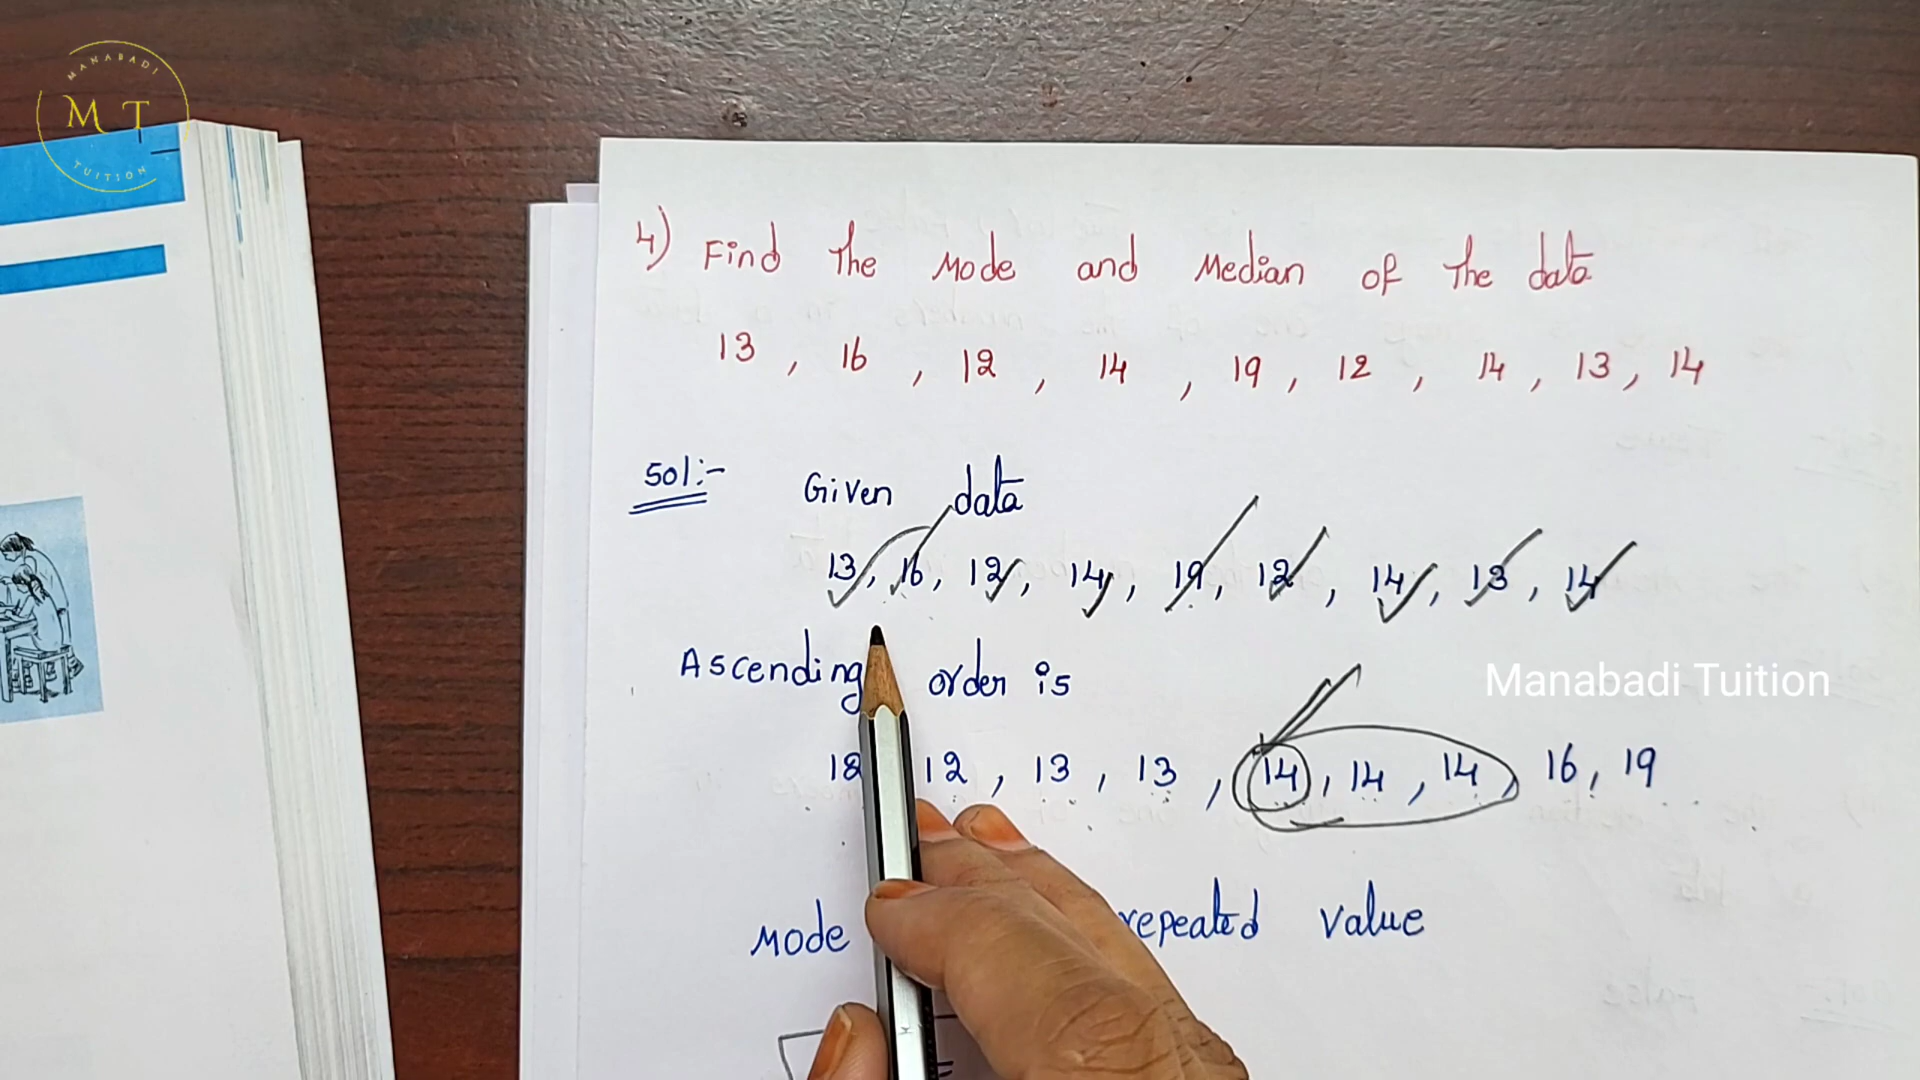 MANABADI
MT
TUITION
4) Find the Mode and Median of the data
13, 16, 12, 14, 19, 12, 14, 13, 14
Sol:- Given data
13, 16, 12, 14, 19, 12, 14, 13, 14
Ascending order is
Manabadi Tuition
12 12, 13, 13, 14, 14, 14, 16, 19
Mode repeated value